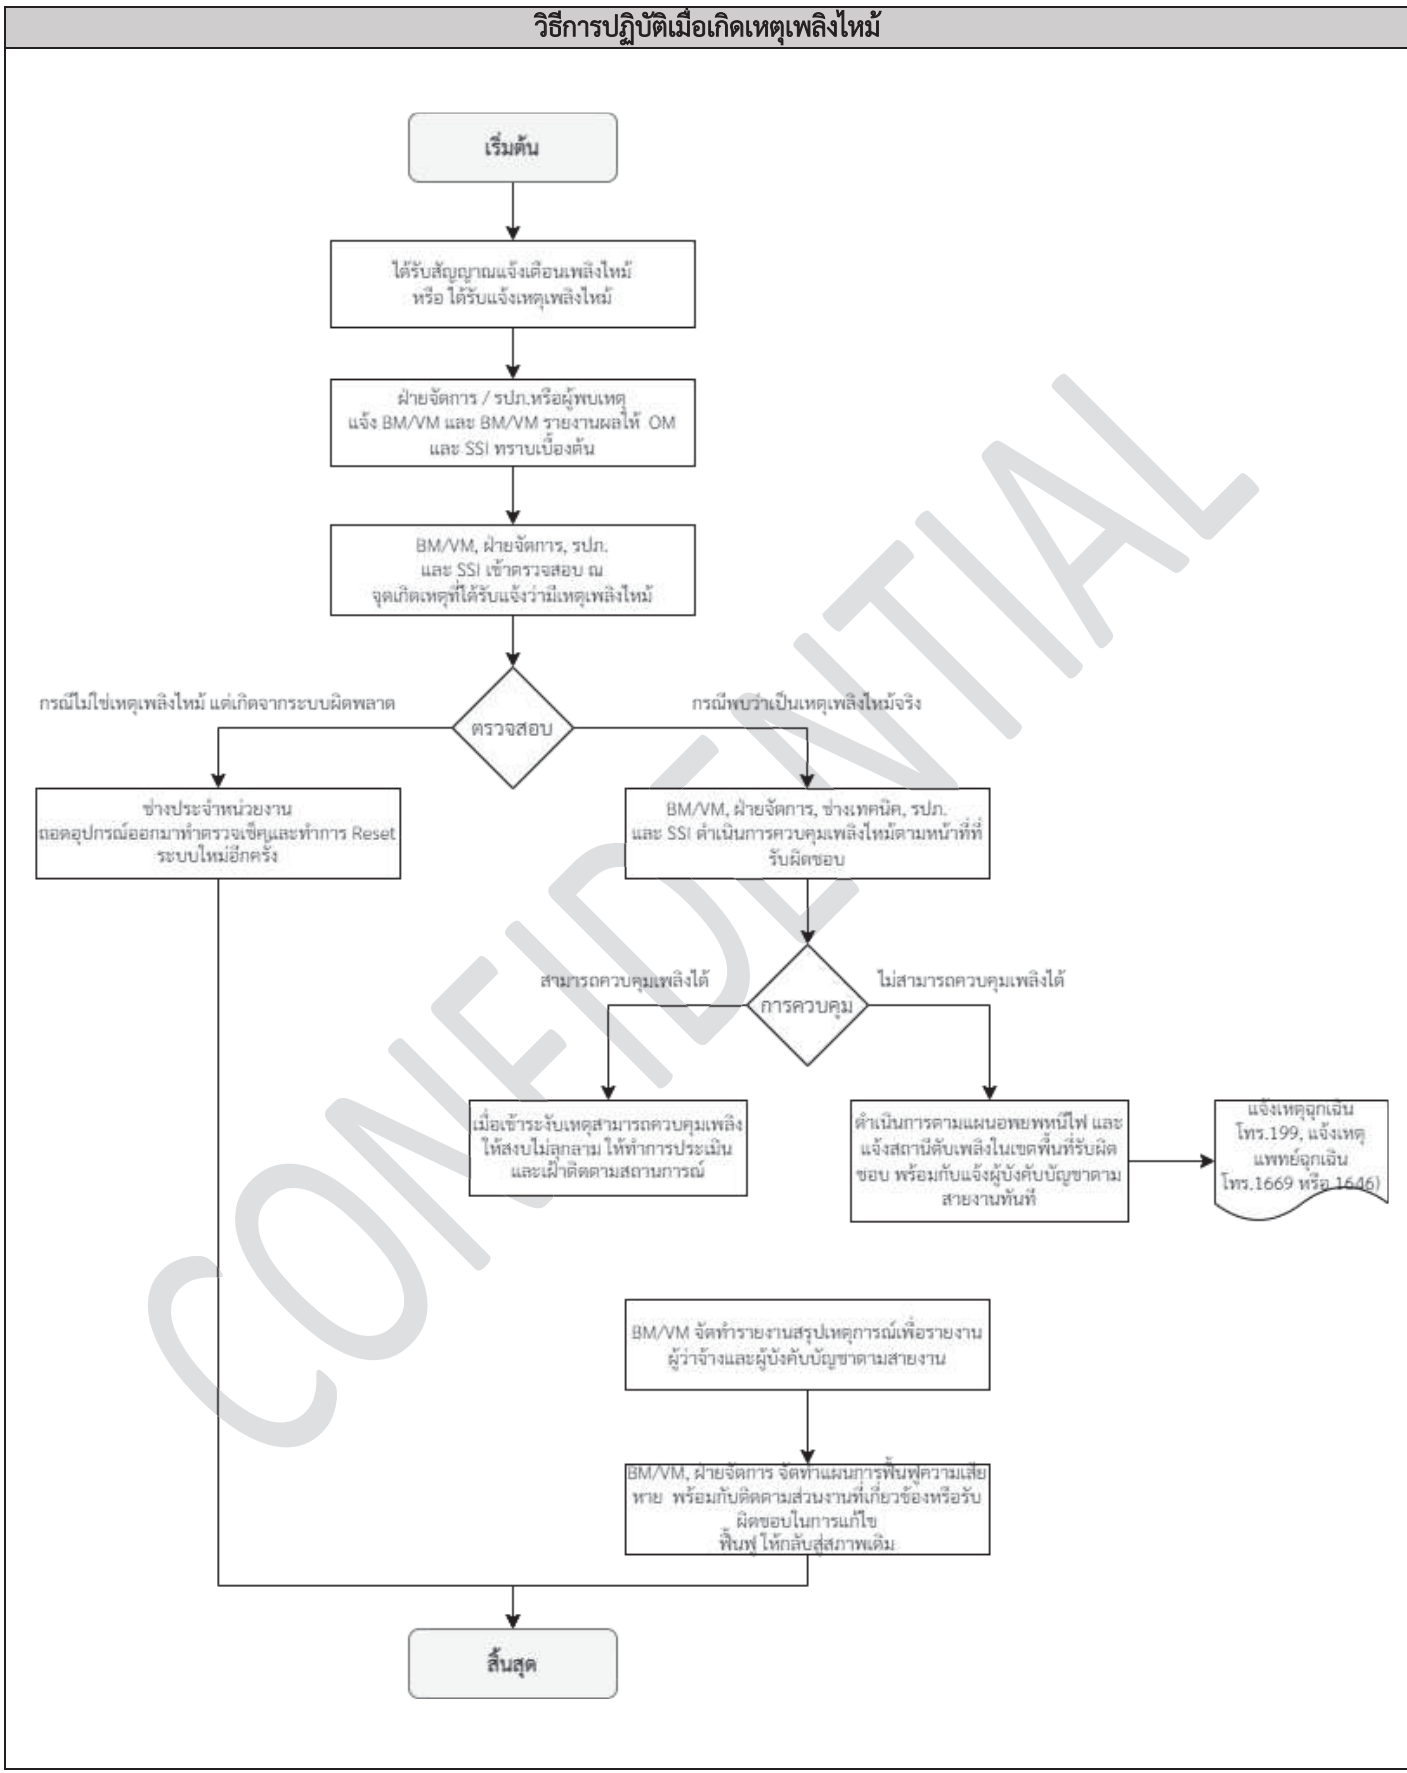 วิธีการปฏิบัติเมื่อเกิดเหตุเพลิงไหม้
เริ่มต้น
ได้รับสัญญาณแจ้งเตือนเพลิงไหม้
หรือ ได้รับแจ้งเหตุเพลิงไหม้
ฝ่ายจัดการ / รปภ.หรือผู้พบเหตุ
แจ้ง BM/VM และ BM/VM รายงานผลให้ OM
และ SSI ทราบเบื้องต้น
BM/VM, ฝ่ายจัดการ, รปภ.
และ SSI เข้าตรวจสอบ ณ
จุดเกิดเหตุที่ได้รับแจ้งว่ามีเหตุเพลิงไหม้
กรณีไม่ใช่เหตุเพลิงไหม้ แต่เกิดจากระบบผิดพลาด
ตรวจสอบ
กรณีพบว่าเป็นเหตุเพลิงไหม้จริง
ช่างประจำหน่วยงาน
ถอดอุปกรณ์ออกมาทำตรวจเช็คและทำการ Reset
ระบบใหม่อีกครั้ง
BM/VM, ฝ่ายจัดการ, ช่างเทคนิค, รปภ.
และ SSI ดำเนินการควบคุมเพลิงไหม้ตามหน้าที่ที่
รับผิดชอบ
สามารถควบคุมเพลิงได้
การควบคุม
ไม่สามารถควบคุมเพลิงได้
เมื่อเข้าระงับเหตุสามารถควบคุมเพลิง
ให้สงบไม่ลุกลาม ให้ทำการประเมิน
และเฝ้าติดตามสถานการณ์
ดำเนินการตามแผนอพยพหนีไฟ และ
แจ้งสถานีดับเพลิงในเขตพื้นที่รับผิด
ชอบ พร้อมกับแจ้งผู้บังคับบัญชาตาม
สายงานทันที
แจ้งเหตุฉุกเฉิน
โทร.199, แจ้งเหตุ
แพทย์ฉุกเฉิน
โทร.1669 หรือ 1646)
BM/VM จัดทำรายงานสรุปเหตุการณ์เพื่อรายงาน
ผู้ว่าจ้างและผู้บังคับบัญชาตามสายงาน
BM/VM, ฝ่ายจัดการ จัดทำแผนการฟื้นฟูความเสีย
หาย พร้อมกับติดตามส่วนงานที่เกี่ยวข้องหรือรับ
ผิดชอบในการแก้ไข
ฟื้นฟู ให้กลับสู่สภาพเดิม
สิ้นสุด
CONFIDENTIAL